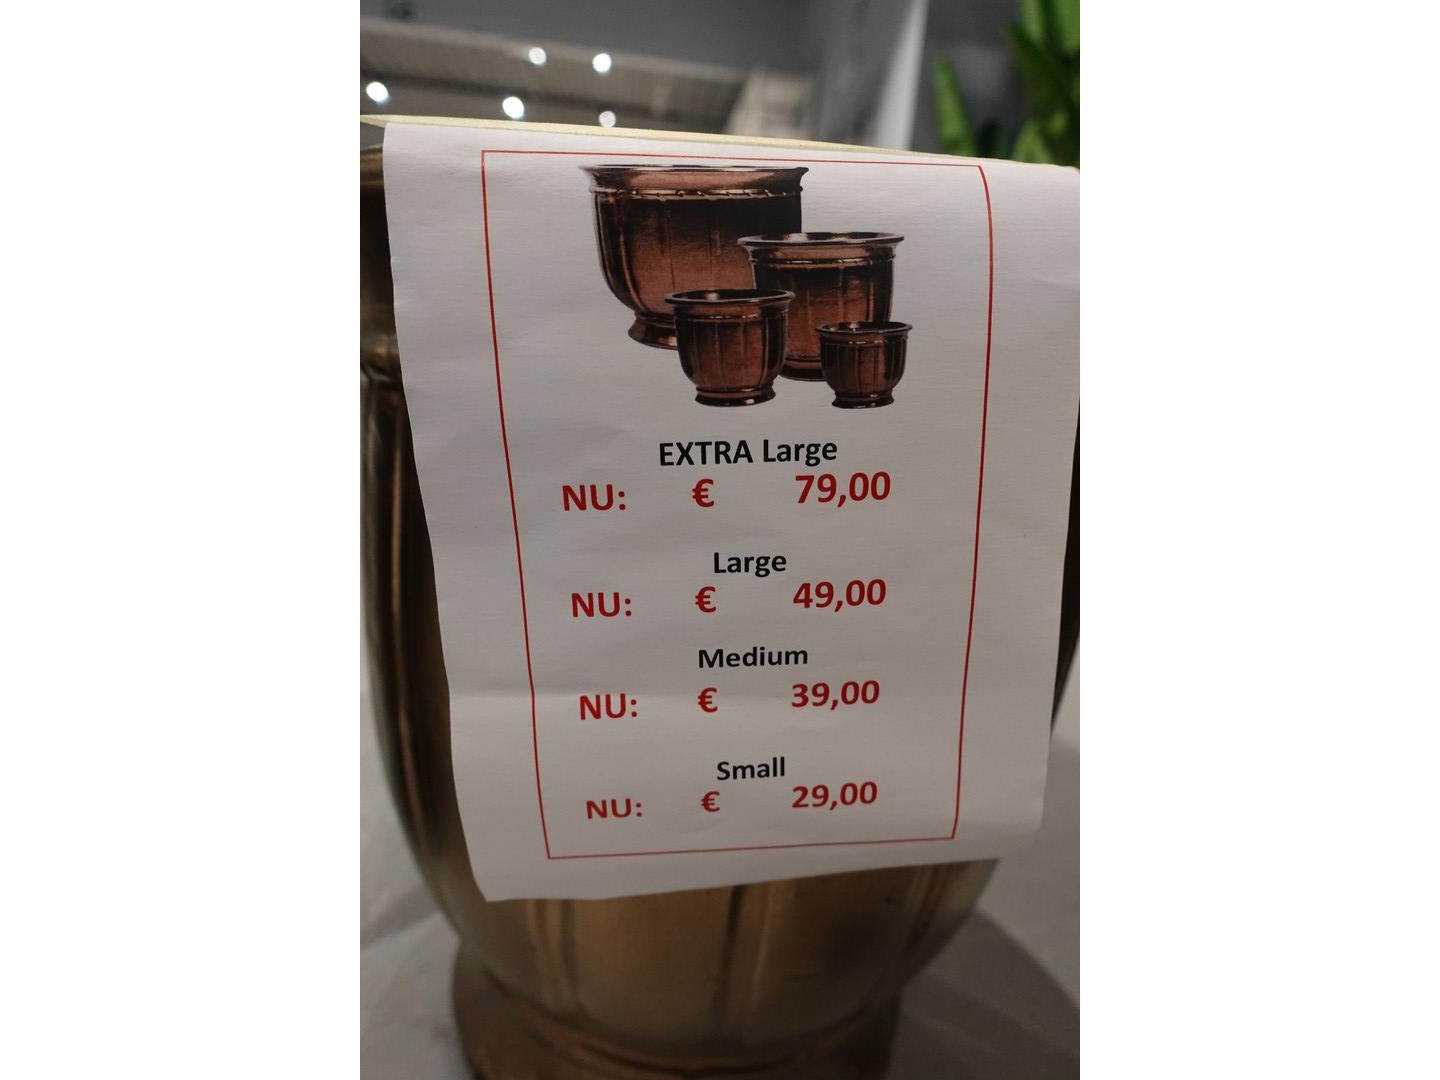 EXTRA Large
NU: € 79,00
Large
NU: € 49,00
Medium
NU: € 39,00
Small
NU: € 29,00